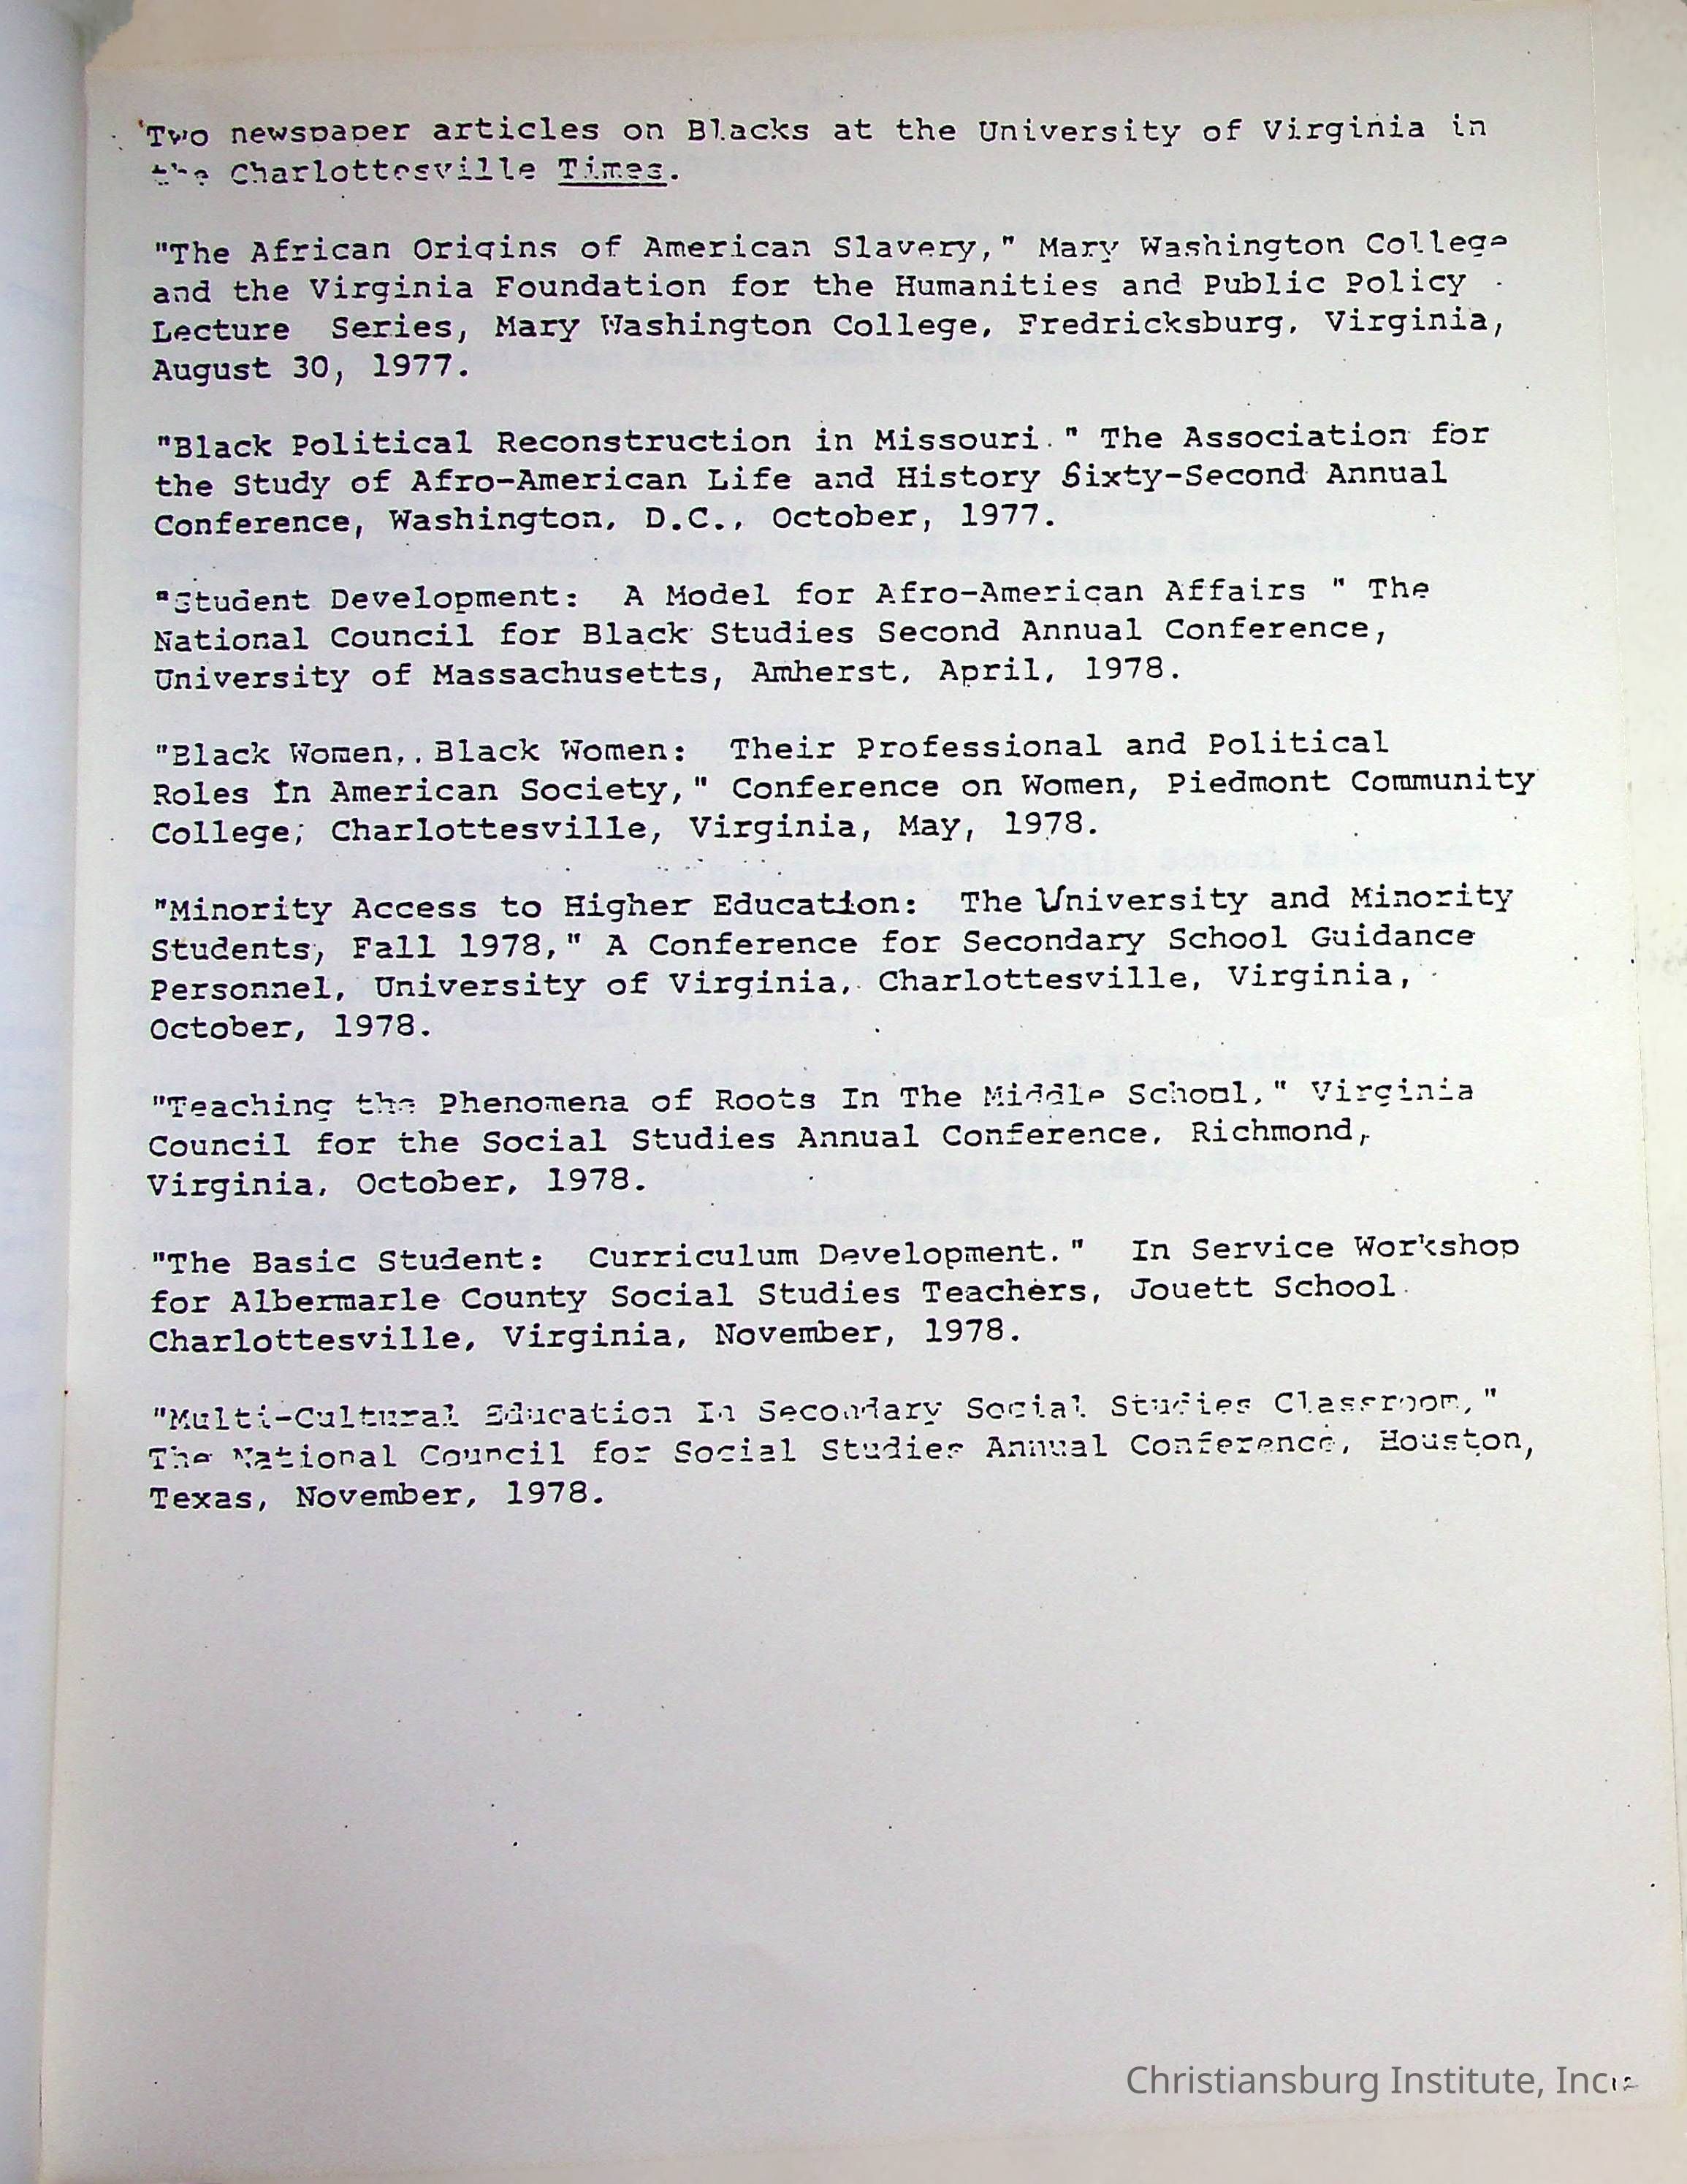 Two newspaper articles on Blacks at the University of Virginia in
the Charlottesville Times.
"The African Origins of American Slavery," Mary Washington College
and the Virginia Foundation for the Humanities and Public Policy
Lecture Series, Mary Washington College, Fredricksburg, Virginia,
August 30, 1977.
"Black Political Reconstruction in Missouri." The Association for
the Study of Afro-American Life and History Sixty-Second Annual
Conference, Washington, D.C., October, 1977.
"Student Development: A Model for Afro-American Affairs " The
National Council for Black Studies Second Annual Conference,
University of Massachusetts, Amherst, April, 1978.
"Black Women,.Black Women: Their Professional and Political
Roles In American Society," Conference on Women, Piedmont Community
College, Charlottesville, Virginia, May, 1978.
"Minority Access to Higher Education: The University and Minority
Students, Fall 1978," A Conference for Secondary School Guidance
Personnel, University of Virginia, Charlottesville, Virginia,
October, 1978.
"Teaching the Phenomena of Roots In The Middle School," Virginia
Council for the Social Studies Annual Conference, Richmond,
Virginia, October, 1978.
"The Basic Student: Curriculum Development." In Service Workshop
for Albermarle County Social Studies Teachers, Jouett School
Charlottesville, Virginia, November, 1978.
"Multi-Cultural Education In Secondary Social Studies Classroom,"
The National Council for Social Studies Annual Conference, Houston,
Texas, November, 1978.
Christiansburg Institute, Inc.